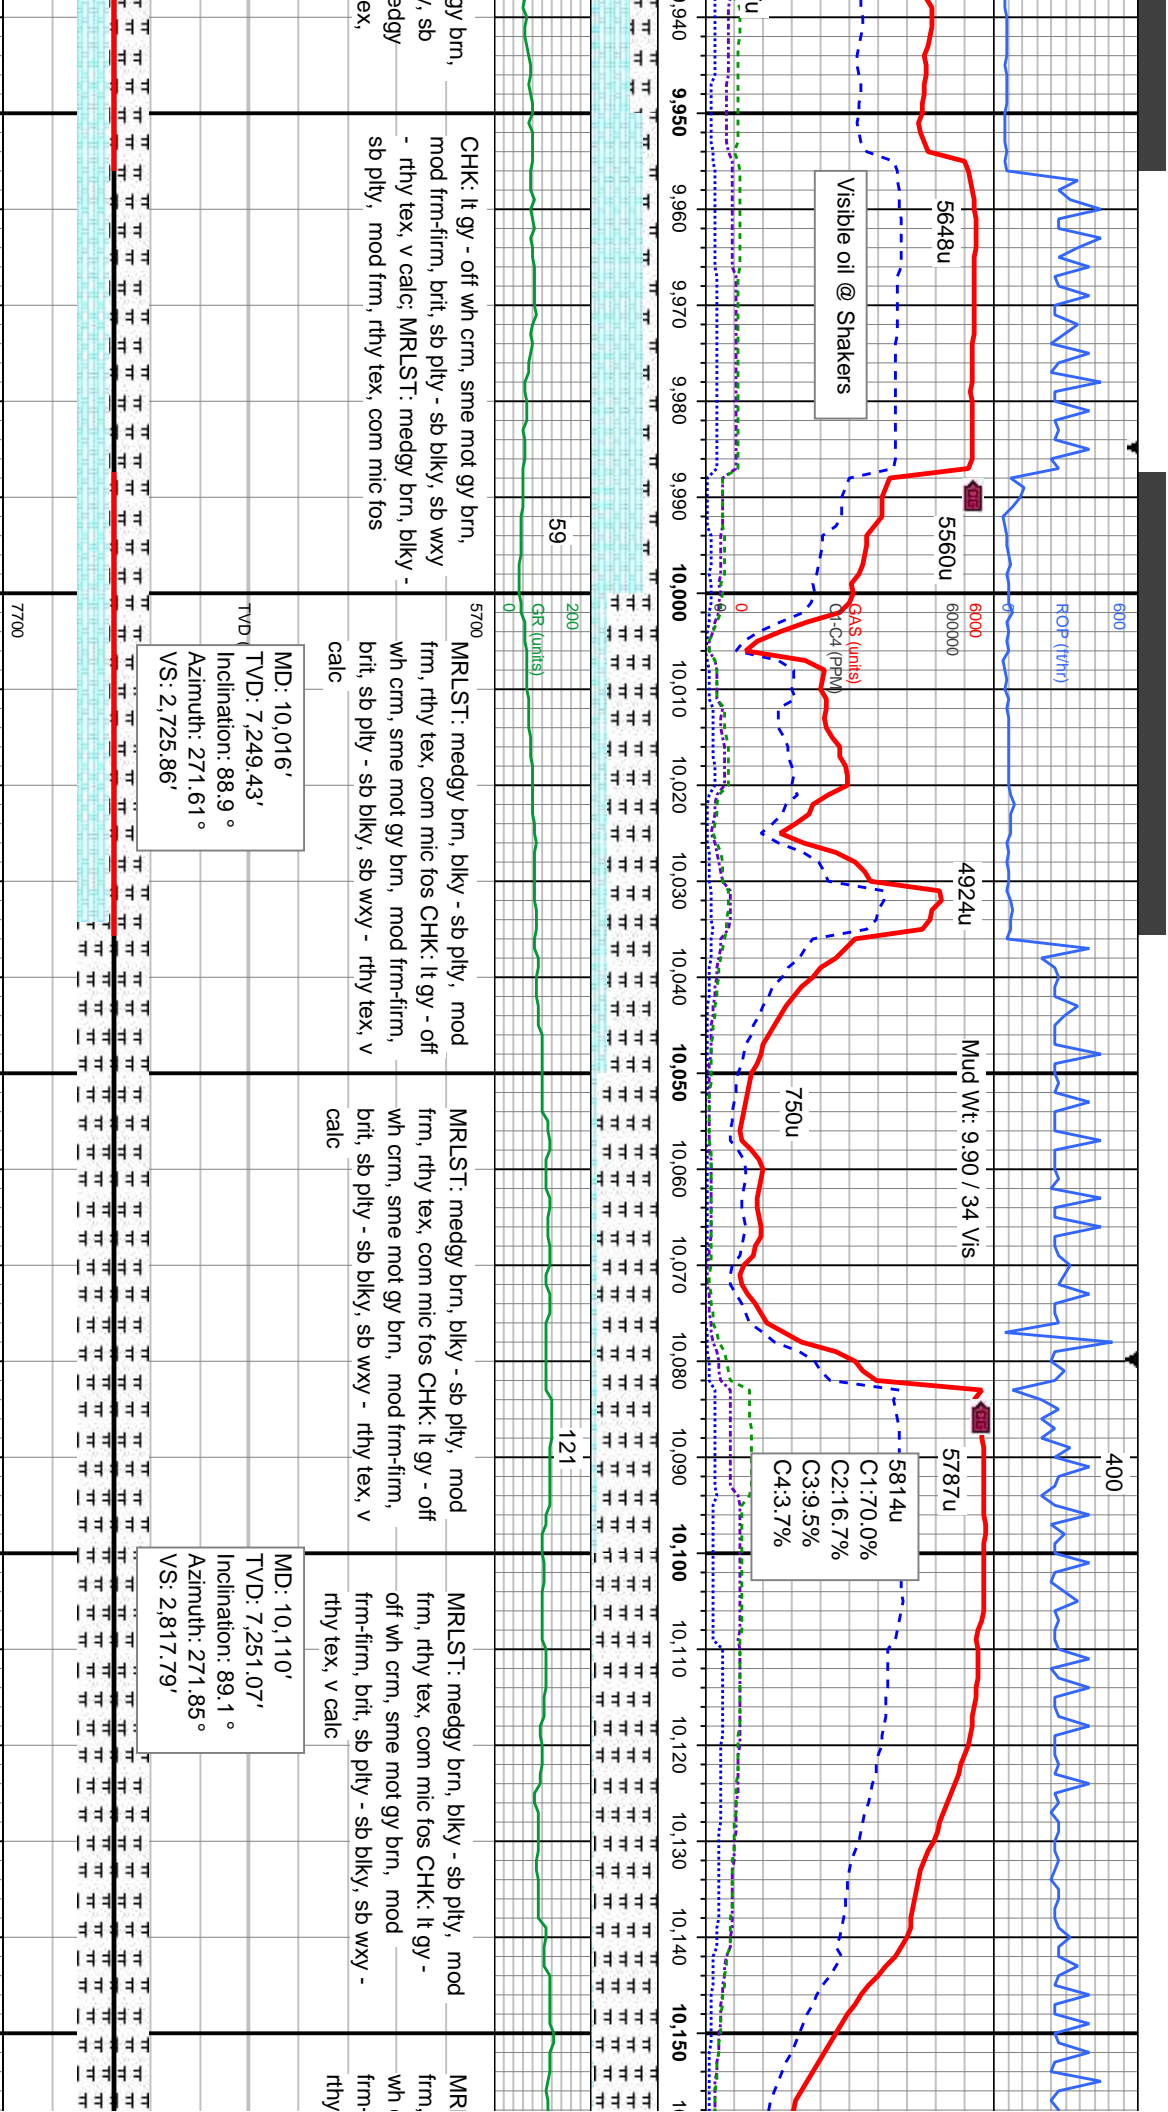 600
ROP (ft/hr)
0
400
6000
600000
GAS (units)
C1-C4 (PPM)
0
5648u
Visible oil @ Shakers
5560u
4924u
Mud Wt: 9.90 / 34 Vis
750u
5787u
5814u
C1:70.0%
C2:16.7%
C3:9.5%
C4:3.7%
9,940
9,950
9,960
9,970
9,980
9,990
10,000
10,010
10,020
10,030
10,040
10,050
10,060
10,070
10,080
10,090
10,100
10,110
10,120
10,130
10,140
10,150
200
GR (units)
0
59
121
5700
TVD (
7700
gy brn,
, sb
edgy
ex,
CHK: lt gy - off wh crm, sme mot gy brn,
mod frm-firm, brit, sb plty - sb blky, sb wxy
- rthy tex, v calc; MRLST: medgy brn, blky -
sb plty, mod frm, rthy tex, com mic fos
MRLST: medgy brn, blky - sb plty, mod
frm, rthy tex, com mic fos CHK: lt gy - off
wh crm, sme mot gy brn, mod frm-firm,
brit, sb plty - sb blky, sb wxy - rthy tex, v
calc
MRLST: medgy brn, blky - sb plty, mod
frm, rthy tex, com mic fos CHK: lt gy - off
wh crm, sme mot gy brn, mod frm-firm,
brit, sb plty - sb blky, sb wxy - rthy tex, v
calc
MRLST: medgy brn, blky - sb plty, mod
frm, rthy tex, com mic fos CHK: lt gy -
off wh crm, sme mot gy brn, mod
frm-firm, brit, sb plty - sb blky, sb wxy -
rthy tex, v calc
frm,
wh
frm-
rthy
MD: 10,016'
TVD: 7,249.43'
Inclination: 88.9 °
Azimuth: 271.61 °
VS: 2,725.86'
MD: 10,110'
TVD: 7,251.07'
Inclination: 89.1 °
Azimuth: 271.85 °
VS: 2,817.79'